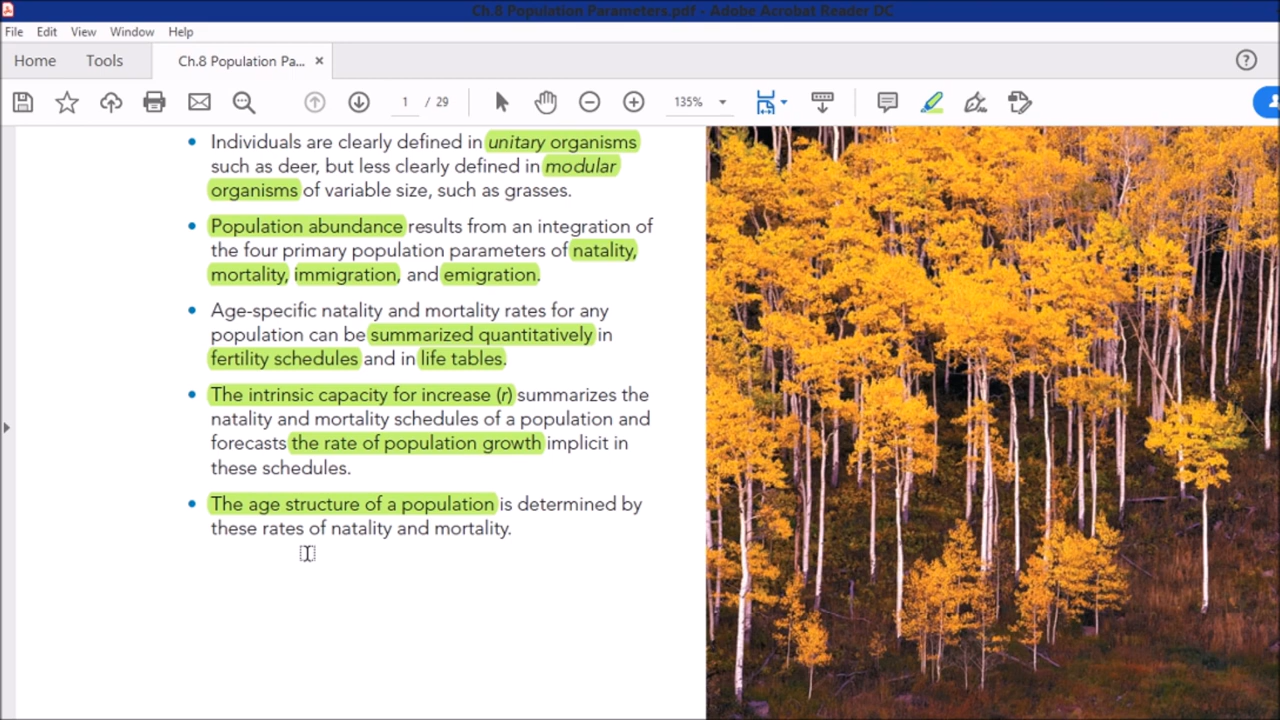 Ch.8 Population Parameters.pdf - Adobe Acrobat Reader DC
File Edit View Window Help
Home Tools Ch.8 Population Pa... ×
1 / 29 135%
• Individuals are clearly defined in unitary organisms
such as deer, but less clearly defined in modular
organisms of variable size, such as grasses.
• Population abundance results from an integration of
the four primary population parameters of natality,
mortality, immigration, and emigration.
• Age-specific natality and mortality rates for any
population can be summarized quantitatively in
fertility schedules and in life tables.
• The intrinsic capacity for increase (r) summarizes the
natality and mortality schedules of a population and
forecasts the rate of population growth implicit in
these schedules.
• The age structure of a population is determined by
these rates of natality and mortality.